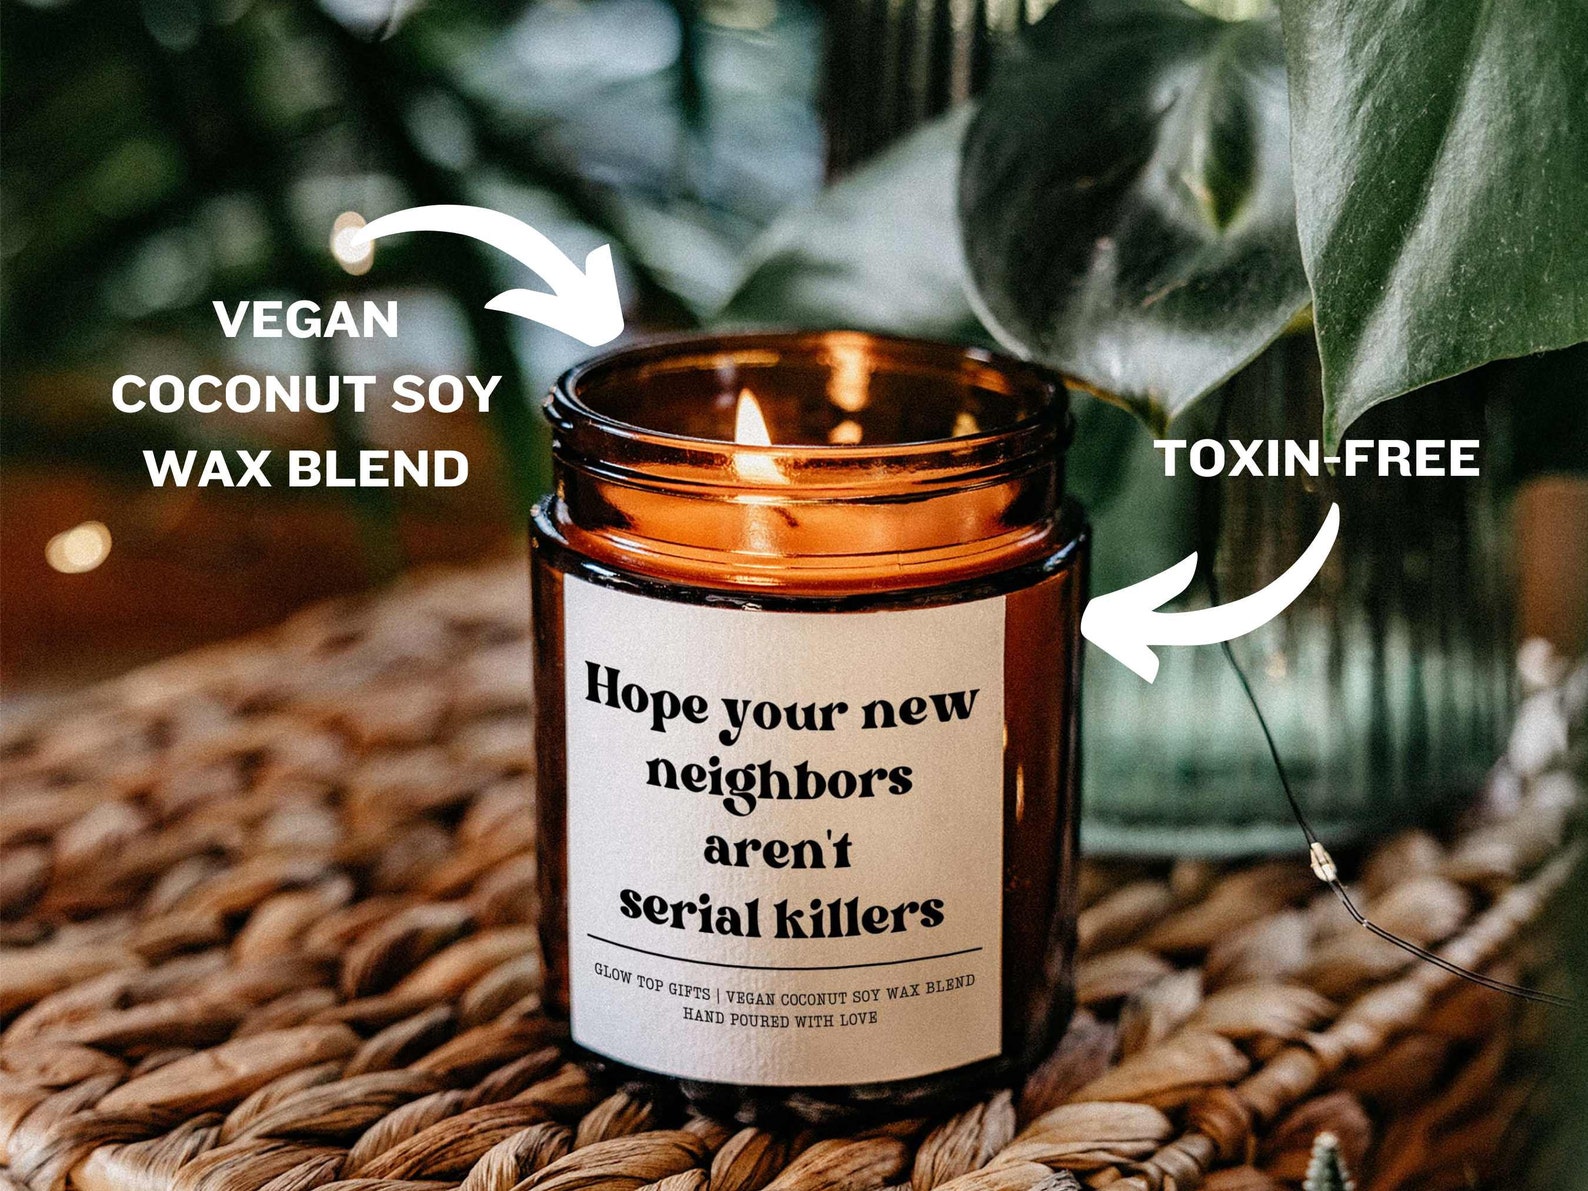 VEGAN
COCONUT SOY
WAX BLEND
TOXIN-FREE
Hope your new
neighbors
aren't
serial killers
GLOW TOP GIFTS | VEGAN COCONUT SOY WAX BLEND
HAND POURED WITH LOVE